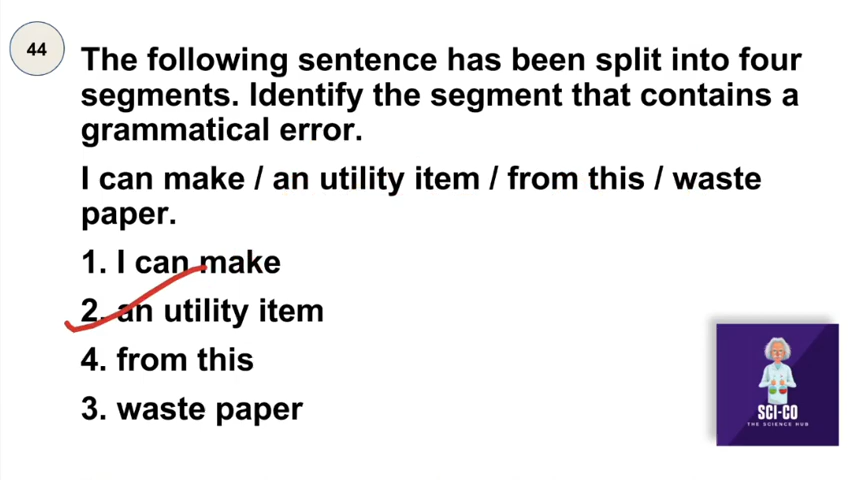 44
The following sentence has been split into four
segments. Identify the segment that contains a
grammatical error.
I can make / an utility item / from this / waste
paper.
1. I can make
2. an utility item
4. from this
3. waste paper
SCI-CO
THE SCIENCE HUB